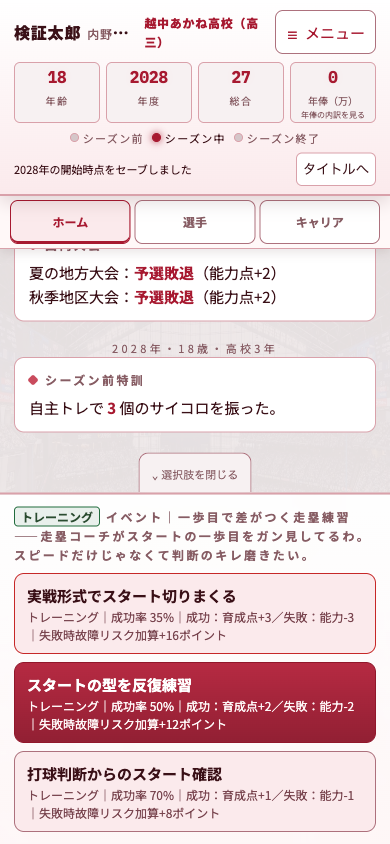 検証太郎 内野…
越中あかね高校（高
三）
≡ メニュー
18
年齢
2028
年度
27
総合
0
年俸（万）
年俸の内訳を見る
シーズン前 シーズン中 シーズン終了
2028年の開始時点をセーブしました
タイトルへ
ホーム
選手
キャリア
夏の地方大会：予選敗退（能力点+2）
秋季地区大会：予選敗退（能力点+2）
2028年・18歳・高校3年
シーズン前特訓
自主トレで 3 個のサイコロを振った。
選択肢を閉じる
トレーニング イベント｜一歩目で差がつく走塁練習
──走塁コーチがスタートの一歩目をガン見してるわ。
スピードだけじゃなくて判断のキレ磨きたい。
実戦形式でスタート切りまくる
トレーニング｜成功率 35%｜成功：育成点+3／失敗：能力-3
｜失敗時故障リスク加算+16ポイント
スタートの型を反復練習
トレーニング｜成功率 50%｜成功：育成点+2／失敗：能力-2
｜失敗時故障リスク加算+12ポイント
打球判断からのスタート確認
トレーニング｜成功率 70%｜成功：育成点+1／失敗：能力-1
｜失敗時故障リスク加算+8ポイント